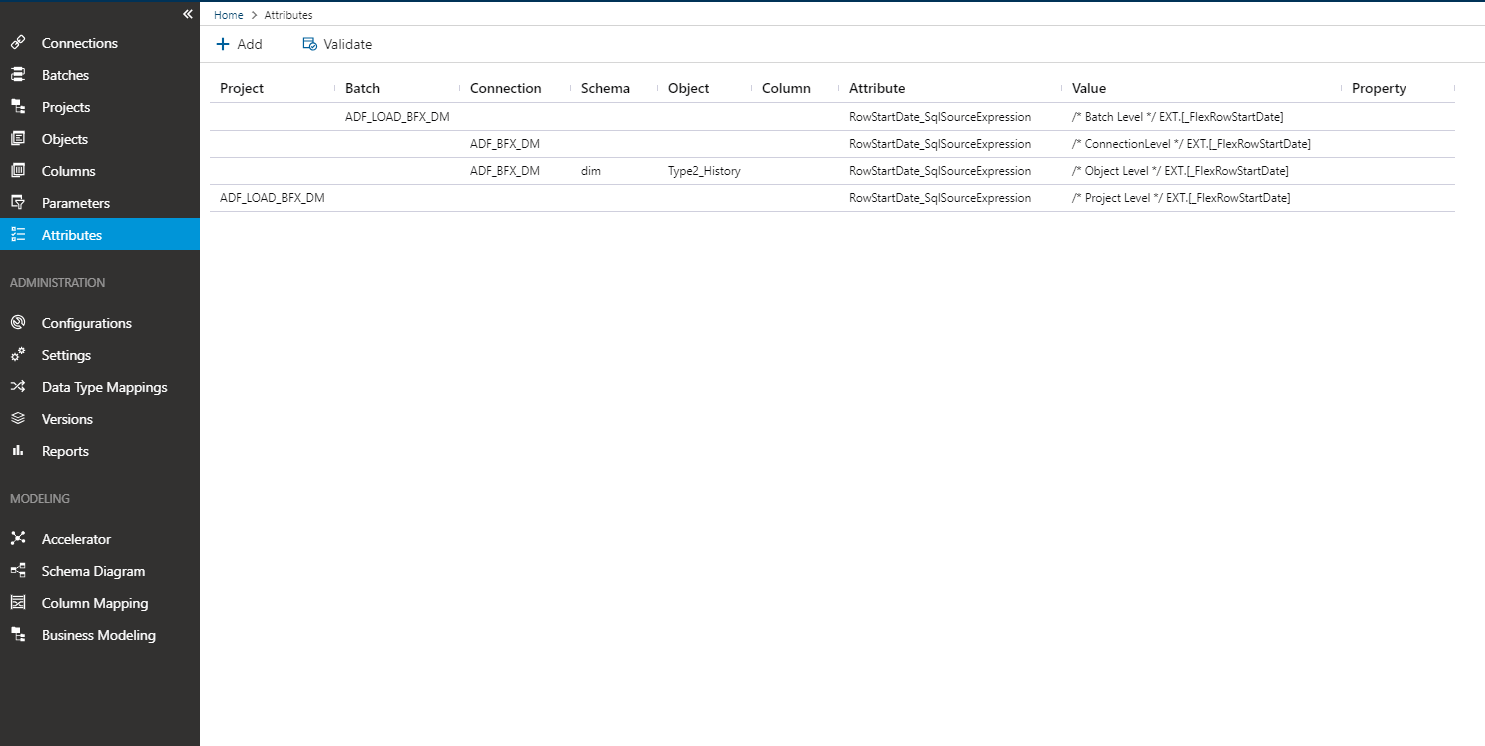 Home > Attributes
Add Validate
Connections
Batches
Projects
Objects
Columns
Parameters
Attributes
ADMINISTRATION
Configurations
Settings
Data Type Mappings
Versions
Reports
MODELING
Accelerator
Schema Diagram
Column Mapping
Business Modeling
Project Batch Connection Schema Object Column Attribute Value Property
ADF_LOAD_BFX_DM RowStartDate_SqlSourceExpression /* Batch Level */ EXT.[_FlexRowStartDate]
ADF_BFX_DM RowStartDate_SqlSourceExpression /* ConnectionLevel */ EXT.[_FlexRowStartDate]
ADF_BFX_DM dim Type2_History RowStartDate_SqlSourceExpression /* Object Level */ EXT.[_FlexRowStartDate]
ADF_LOAD_BFX_DM RowStartDate_SqlSourceExpression /* Project Level */ EXT.[_FlexRowStartDate]